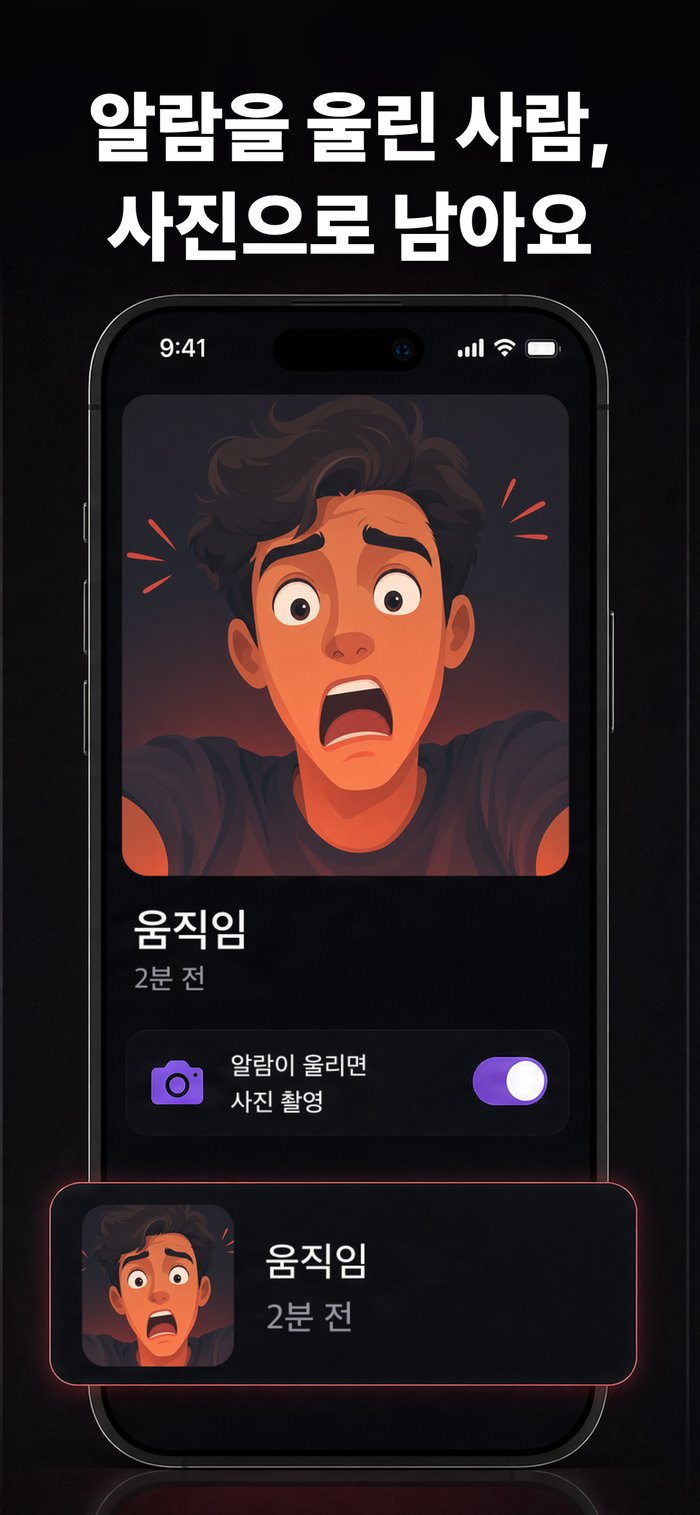 알람을 울린 사람,
사진으로 남아요
9:41
움직임
2분 전
알람이 울리면
사진 촬영
움직임
2분 전